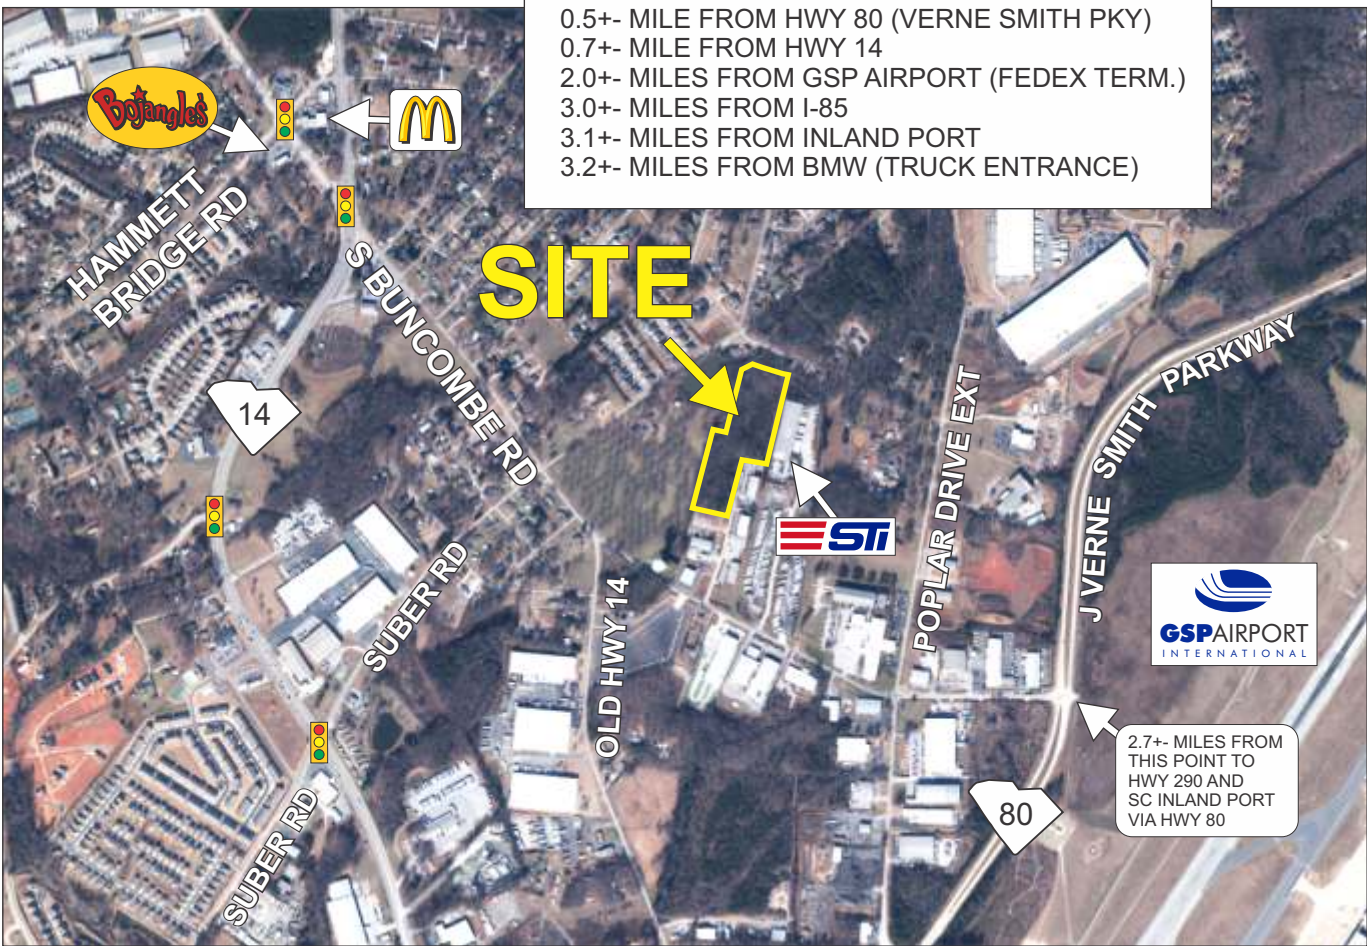 0.5+- MILE FROM HWY 80 (VERNE SMITH PKY)
0.7+- MILE FROM HWY 14
2.0+- MILES FROM GSP AIRPORT (FEDEX TERM.)
3.0+- MILES FROM I-85
3.1+- MILES FROM INLAND PORT
3.2+- MILES FROM BMW (TRUCK ENTRANCE)
Bojangles'
M
HAMMETT
BRIDGE RD
S BUNCOMBE RD
SITE
14
J VERNE SMITH PARKWAY
POPLAR DRIVE EXT
STi
SUBER RD
OLD HWY 14
GSPAIRPORT
INTERNATIONAL
2.7+- MILES FROM
THIS POINT TO
HWY 290 AND
SC INLAND PORT
VIA HWY 80
80
SUBER RD